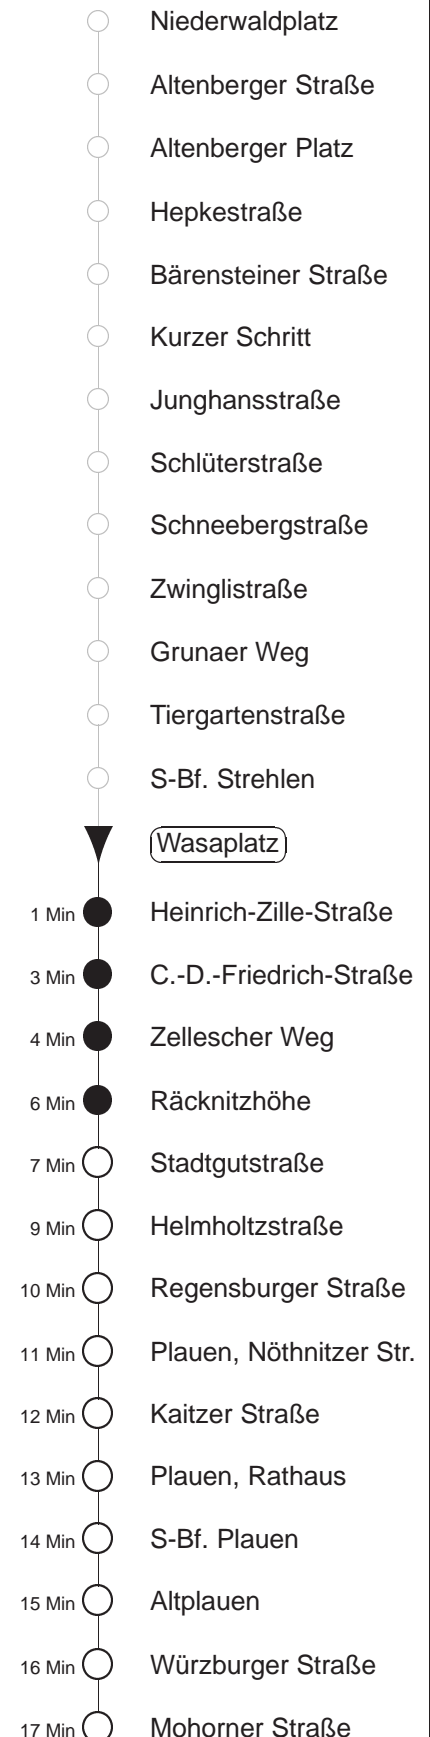 Niederwaldplatz
Altenberger Straße
Altenberger Platz
Hepkestraße
Bärensteiner Straße
Kurzer Schritt
Junghansstraße
Schlüterstraße
Schneebergstraße
Zwinglistraße
Grunaer Weg
Tiergartenstraße
S-Bf. Strehlen
Wasaplatz
1 Min Heinrich-Zille-Straße
3 Min C.-D.-Friedrich-Straße
4 Min Zellescher Weg
6 Min Räcknitzhöhe
7 Min Stadtgutstraße
9 Min Helmholtzstraße
10 Min Regensburger Straße
11 Min Plauen, Nöthnitzer Str.
12 Min Kaitzer Straße
13 Min Plauen, Rathaus
14 Min S-Bf. Plauen
15 Min Altplauen
16 Min Würzburger Straße
17 Min Mohorner Straße